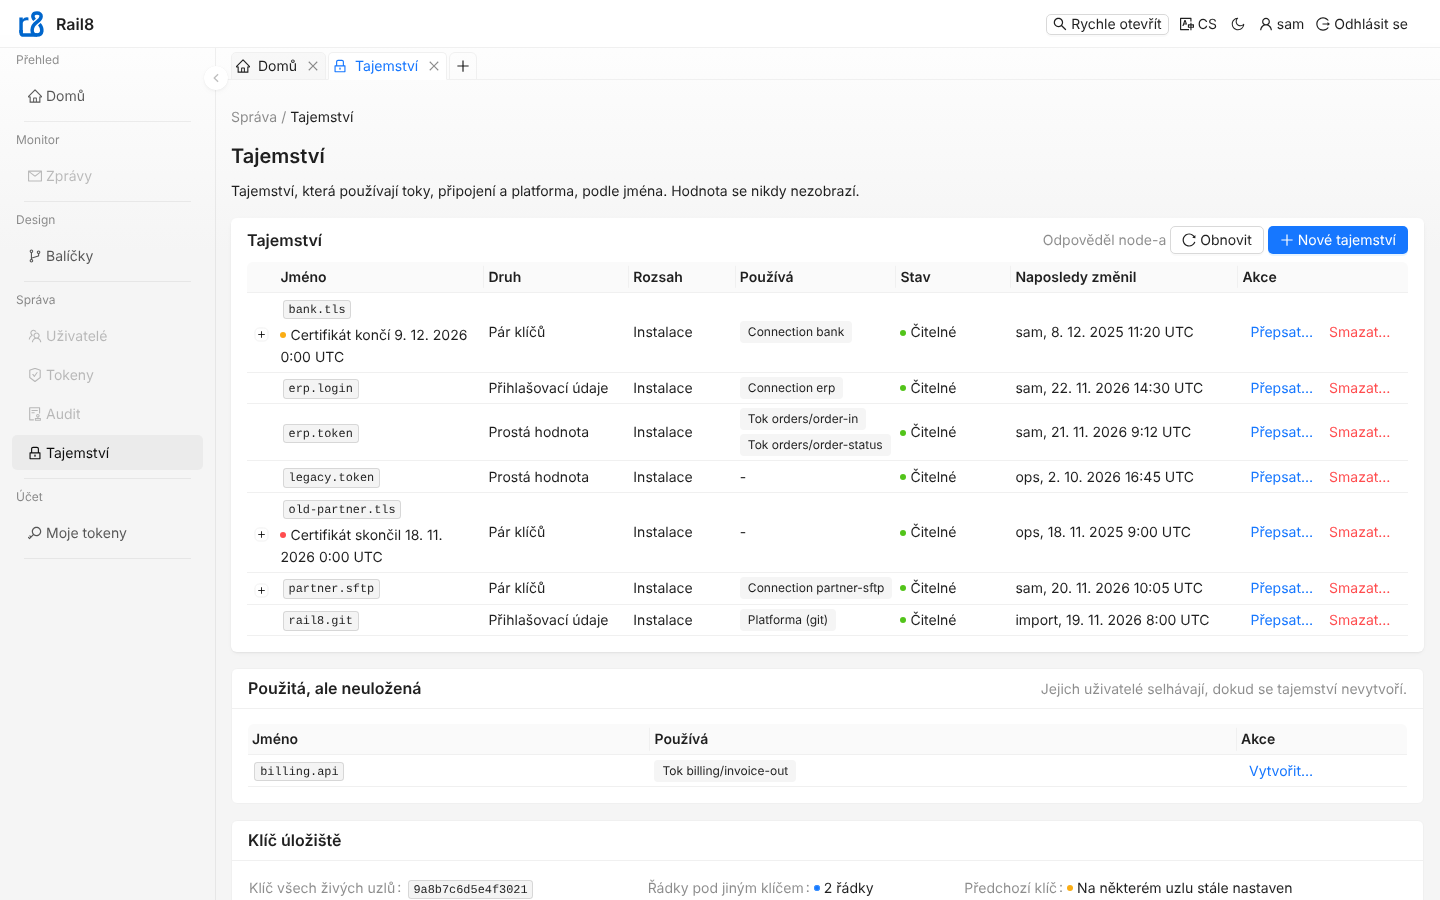 Rail8
Rychle otevřít
CS
sam
Odhlásit se
Přehled
Domů
Monitor
Zprávy
Design
Balíčky
Správa
Uživatelé
Tokeny
Audit
Tajemství
Účet
Moje tokeny
Domů
Tajemství
Správa / Tajemství
Tajemství
Tajemství, která používají toky, připojení a platforma, podle jména. Hodnota se nikdy nezobrazí.
Tajemství
Odpověděl node-a
Obnovit
Nové tajemství
Jméno Druh Rozsah Používá Stav Naposledy změnil Akce
bank.tls
Certifikát končí 9. 12. 2026
0:00 UTC
Pár klíčů Instalace Connection bank Čitelné sam, 8. 12. 2025 11:20 UTC Přepsat... Smazat...
erp.login Přihlašovací údaje Instalace Connection erp Čitelné sam, 22. 11. 2026 14:30 UTC Přepsat... Smazat...
erp.token Prostá hodnota Instalace
Tok orders/order-in
Tok orders/order-status
Čitelné sam, 21. 11. 2026 9:12 UTC Přepsat... Smazat...
legacy.token Prostá hodnota Instalace - Čitelné ops, 2. 10. 2026 16:45 UTC Přepsat... Smazat...
old-partner.tls
Certifikát skončil 18. 11.
2026 0:00 UTC
Pár klíčů Instalace - Čitelné ops, 18. 11. 2025 9:00 UTC Přepsat... Smazat...
partner.sftp Pár klíčů Instalace Connection partner-sftp Čitelné sam, 20. 11. 2026 10:05 UTC Přepsat... Smazat...
rail8.git Přihlašovací údaje Instalace Platforma (git) Čitelné import, 19. 11. 2026 8:00 UTC Přepsat... Smazat...
Použitá, ale neuložená
Jejich uživatelé selhávají, dokud se tajemství nevytvoří.
Jméno Používá Akce
billing.api Tok billing/invoice-out Vytvořit...
Klíč úložiště
Klíč všech živých uzlů: 9a8b7c6d5e4f3021
Řádky pod jiným klíčem: 2 řádky
Předchozí klíč: Na některém uzlu stále nastaven